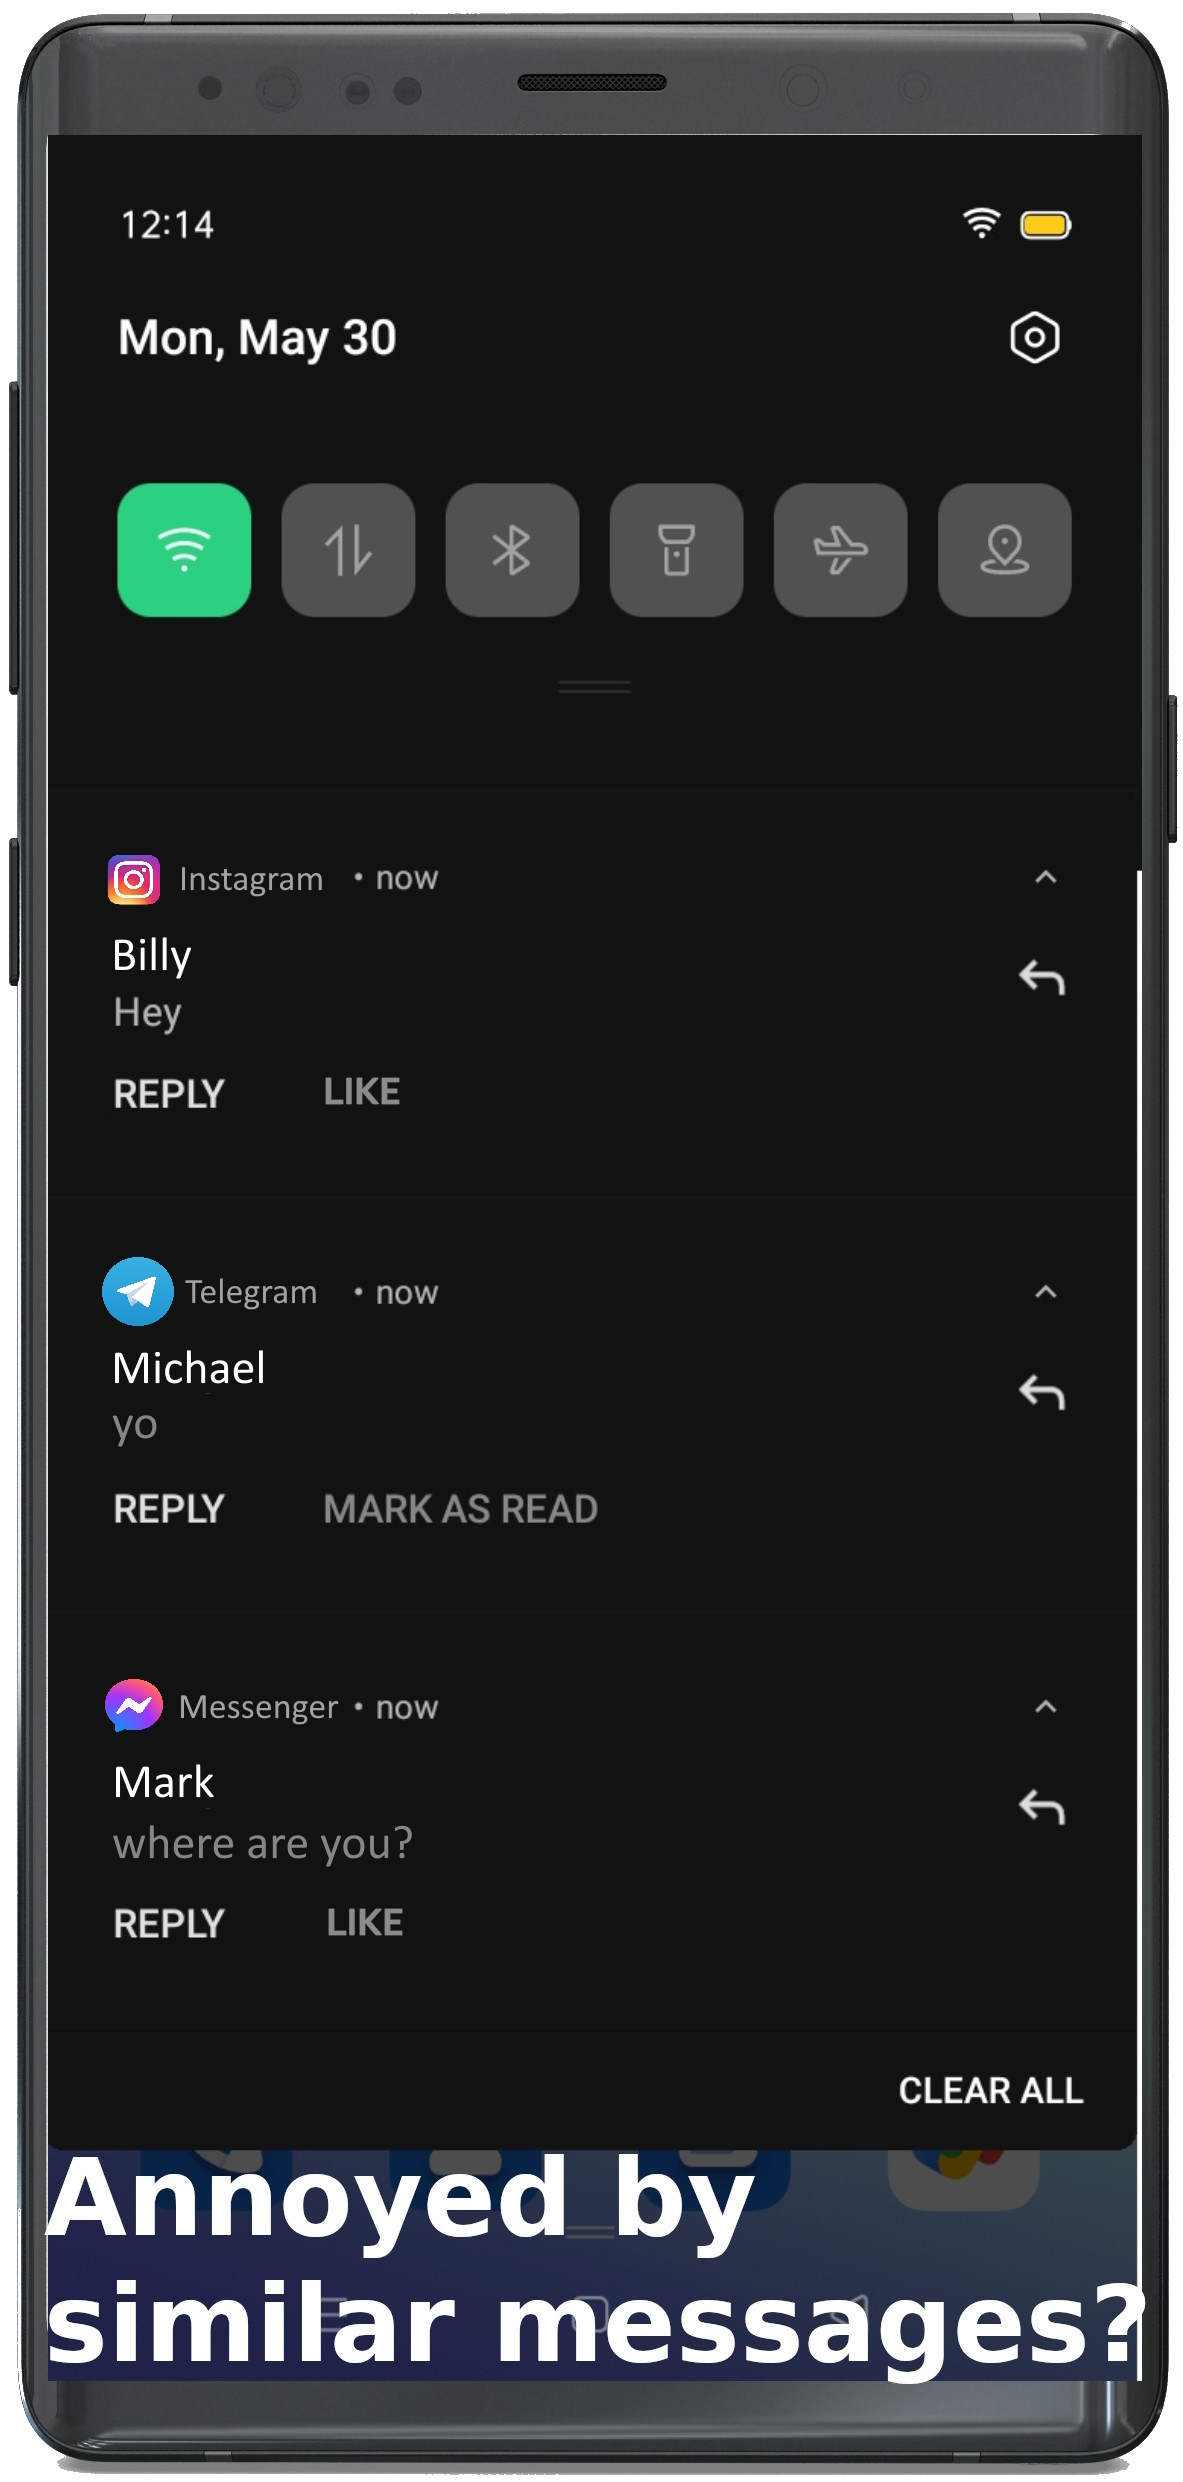 12:14
Mon, May 30
Instagram • now
Billy
Hey
REPLY LIKE
Telegram • now
Michael
yo
REPLY MARK AS READ
Messenger • now
Mark
where are you?
REPLY LIKE
CLEAR ALL
Annoyed by
similar messages?